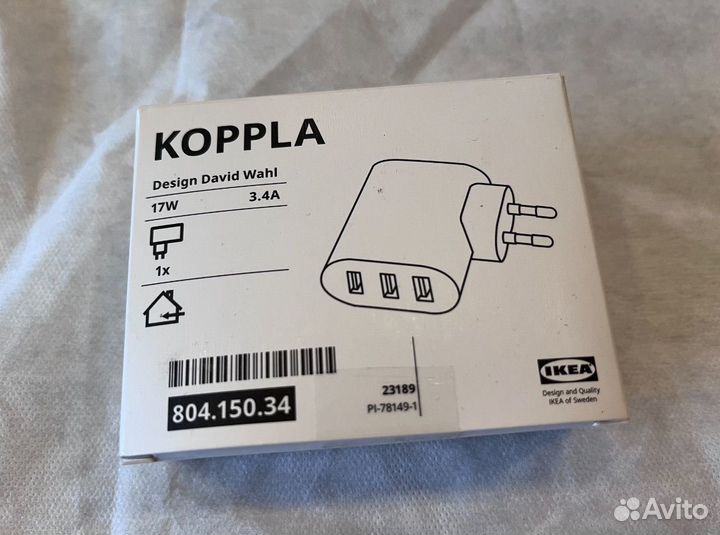 KOPPLA
Design David Wahl
17W 3.4A
1x
804.150.34
23189
PI-78149-1
IKEA
Design and Quality
IKEA of Sweden
Avito